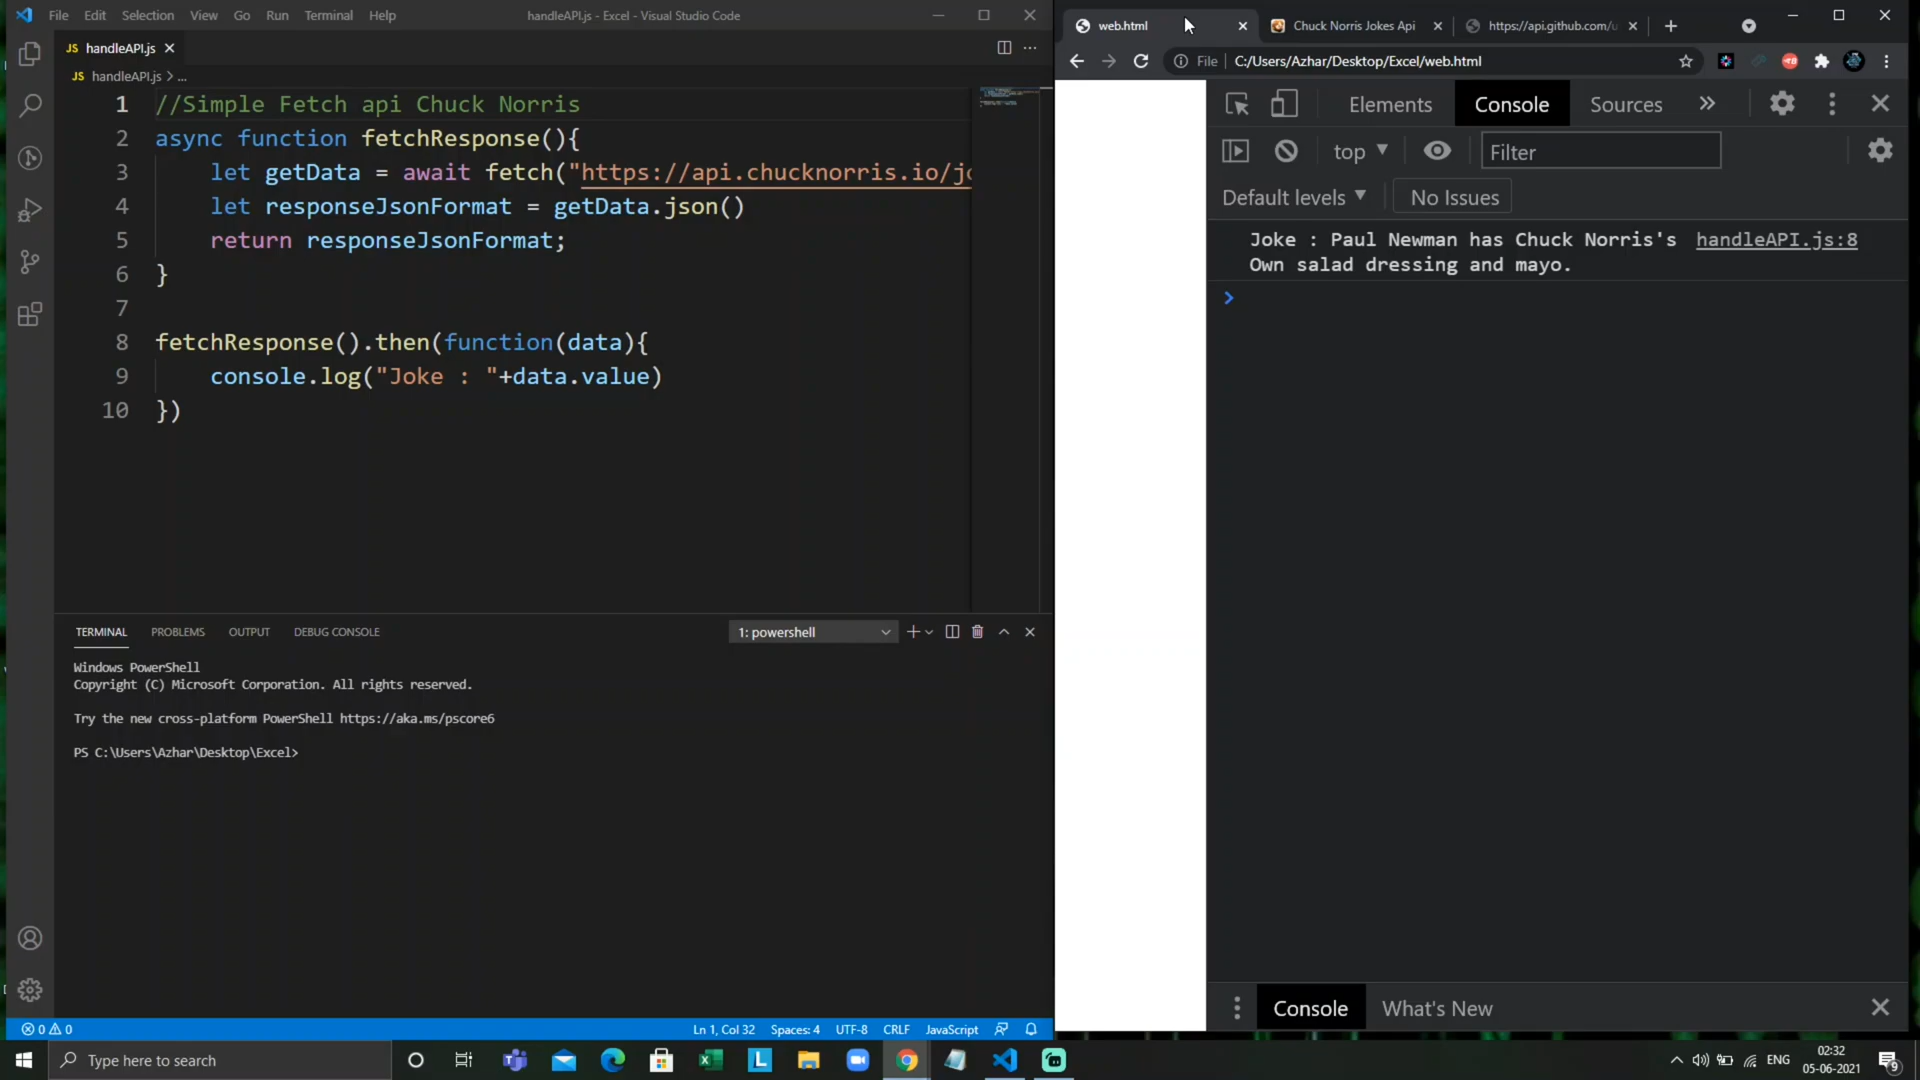 File Edit Selection View Go Run Terminal Help
handleAPI.js - Excel - Visual Studio Code
JS handleAPI.js
JS handleAPI.js > ...
1 //Simple Fetch api Chuck Norris
2 async function fetchResponse(){
3 let getData = await fetch("https://api.chucknorris.io/jo
4 let responseJsonFormat = getData.json()
5 return responseJsonFormat;
6 }
7
8 fetchResponse().then(function(data){
9 console.log("Joke : "+data.value)
10 })
TERMINAL PROBLEMS OUTPUT DEBUG CONSOLE
1: powershell
Windows PowerShell
Copyright (C) Microsoft Corporation. All rights reserved.
Try the new cross-platform PowerShell https://aka.ms/pscore6
PS C:\Users\Azhar\Desktop\Excel>
0 0
Ln 1, Col 32 Spaces: 4 UTF-8 CRLF JavaScript
web.html
Chuck Norris Jokes Api
https://api.github.com/u
File C:/Users/Azhar/Desktop/Excel/web.html
Elements Console Sources
top
Filter
Default levels
No Issues
Joke : Paul Newman has Chuck Norris's handleAPI.js:8
Own salad dressing and mayo.
Console What's New
Type here to search
ENG
02:32
05-06-2021